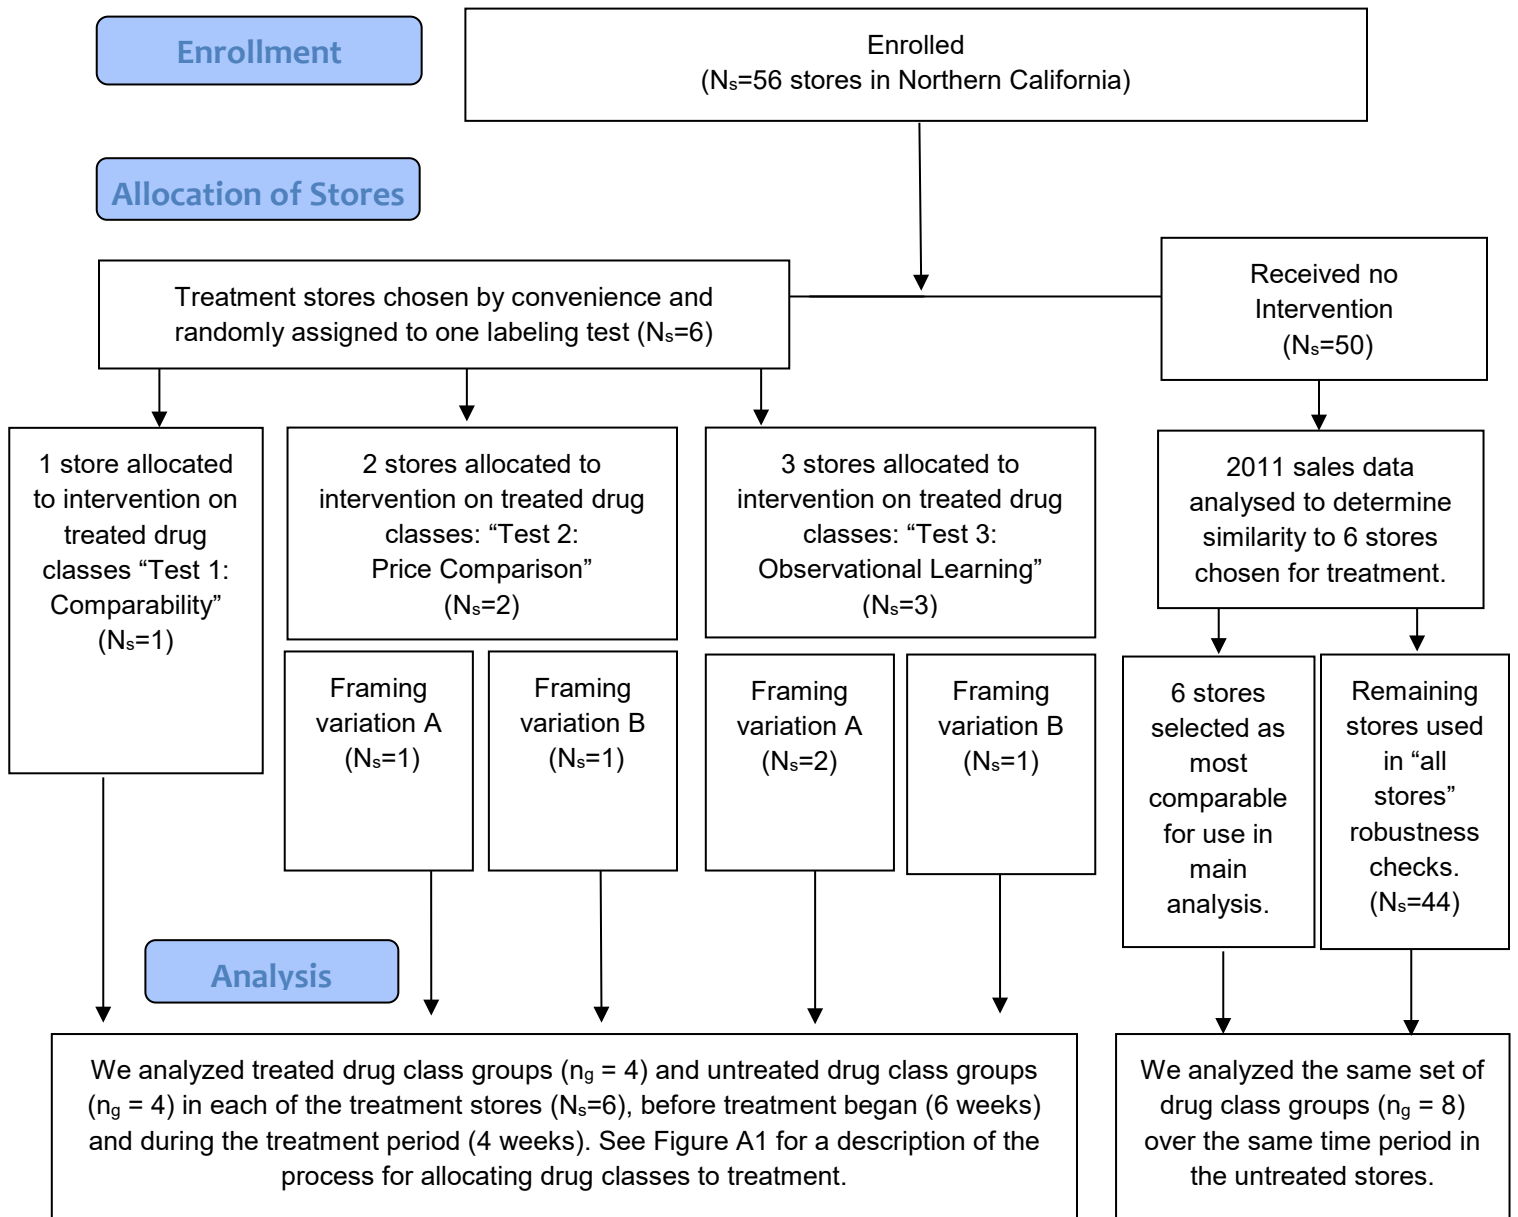 Enrollment
Enrolled
(Ns=56 stores in Northern California)
Allocation of Stores
Treatment stores chosen by convenience and
randomly assigned to one labeling test (Ns=6)
Received no
Intervention
(Ns=50)
1 store allocated
to intervention on
treated drug
classes “Test 1:
Comparability”
(Ns=1)
2 stores allocated to
intervention on treated drug
classes: “Test 2:
Price Comparison”
(Ns=2)
3 stores allocated to
intervention on treated drug
classes: “Test 3:
Observational Learning”
(Ns=3)
2011 sales data
analysed to determine
similarity to 6 stores
chosen for treatment.
Framing
variation A
(Ns=1)
Framing
variation B
(Ns=1)
Framing
variation A
(Ns=2)
Framing
variation B
(Ns=1)
6 stores
selected as
most
comparable
for use in
main
analysis.
Remaining
stores used
in “all
stores”
robustness
checks.
(Ns=44)
Analysis
We analyzed treated drug class groups (ng = 4) and untreated drug class groups
(ng = 4) in each of the treatment stores (Ns=6), before treatment began (6 weeks)
and during the treatment period (4 weeks). See Figure A1 for a description of the
process for allocating drug classes to treatment.
We analyzed the same set of
drug class groups (ng = 8)
over the same time period in
the untreated stores.